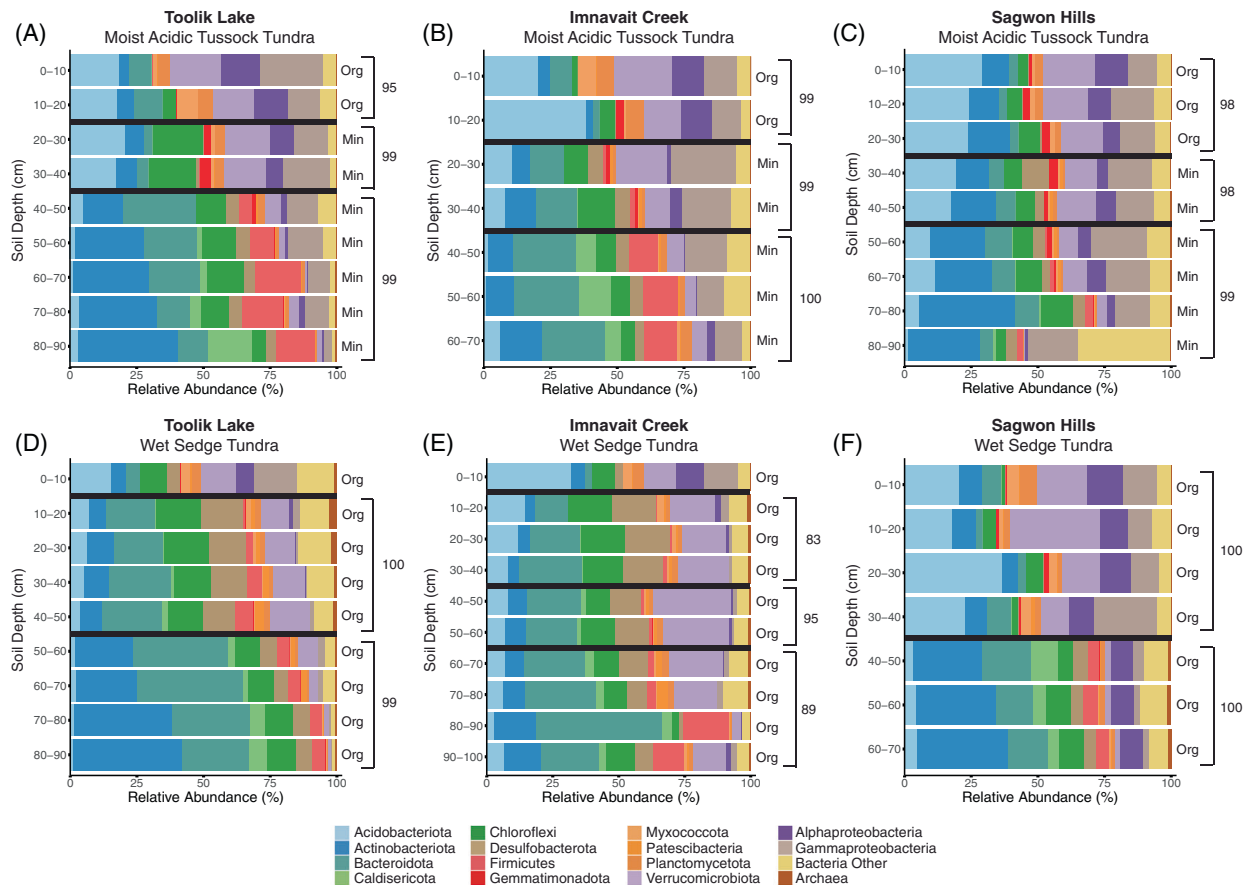 (A)
Toolik Lake
Moist Acidic Tussock Tundra
Soil Depth (cm)
0–10 Org
10–20 Org
20–30 Min
30–40 Min
40–50 Min
50–60 Min
60–70 Min
70–80 Min
80–90 Min
95
99
99
0 25 50 75 100
Relative Abundance (%)
(B)
Imnavait Creek
Moist Acidic Tussock Tundra
Soil Depth (cm)
0–10 Org
10–20 Org
20–30 Min
30–40 Min
40–50 Min
50–60 Min
60–70 Min
99
99
100
0 25 50 75 100
Relative Abundance (%)
(C)
Sagwon Hills
Moist Acidic Tussock Tundra
Soil Depth (cm)
0–10 Org
10–20 Org
20–30 Org
30–40 Min
40–50 Min
50–60 Min
60–70 Min
70–80 Min
80–90 Min
98
98
99
0 25 50 75 100
Relative Abundance (%)
(D)
Toolik Lake
Wet Sedge Tundra
Soil Depth (cm)
0–10 Org
10–20 Org
20–30 Org
30–40 Org
40–50 Org
50–60 Org
60–70 Org
70–80 Org
80–90 Org
100
99
0 25 50 75 100
Relative Abundance (%)
(E)
Imnavait Creek
Wet Sedge Tundra
Soil Depth (cm)
0–10 Org
10–20 Org
20–30 Org
30–40 Org
40–50 Org
50–60 Org
60–70 Org
70–80 Org
80–90 Org
90–100 Org
83
95
89
0 25 50 75 100
Relative Abundance (%)
(F)
Sagwon Hills
Wet Sedge Tundra
Soil Depth (cm)
0–10 Org
10–20 Org
20–30 Org
30–40 Org
40–50 Org
50–60 Org
60–70 Org
100
100
0 25 50 75 100
Relative Abundance (%)
Acidobacteriota
Actinobacteriota
Bacteroidota
Caldisericota
Chloroflexi
Desulfobacterota
Firmicutes
Gemmatimonadota
Myxococcota
Patescibacteria
Planctomycetota
Verrucomicrobiota
Alphaproteobacteria
Gammaproteobacteria
Bacteria Other
Archaea